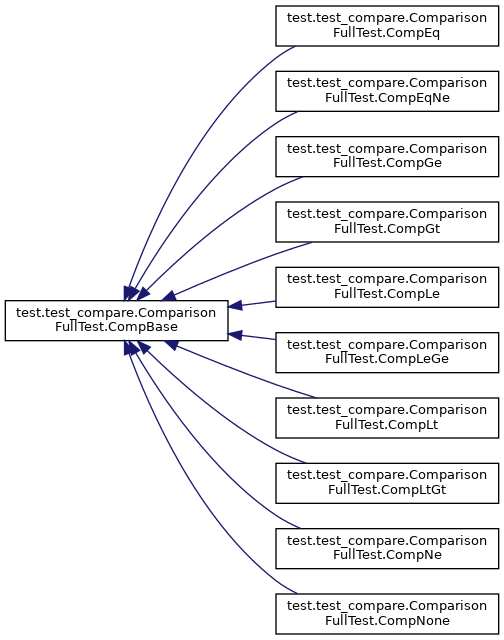 test.test_compare.Comparison
FullTest.CompEq
test.test_compare.Comparison
FullTest.CompEqNe
test.test_compare.Comparison
FullTest.CompGe
test.test_compare.Comparison
FullTest.CompGt
test.test_compare.Comparison
FullTest.CompLe
test.test_compare.Comparison
FullTest.CompBase
test.test_compare.Comparison
FullTest.CompLeGe
test.test_compare.Comparison
FullTest.CompLt
test.test_compare.Comparison
FullTest.CompLtGt
test.test_compare.Comparison
FullTest.CompNe
test.test_compare.Comparison
FullTest.CompNone